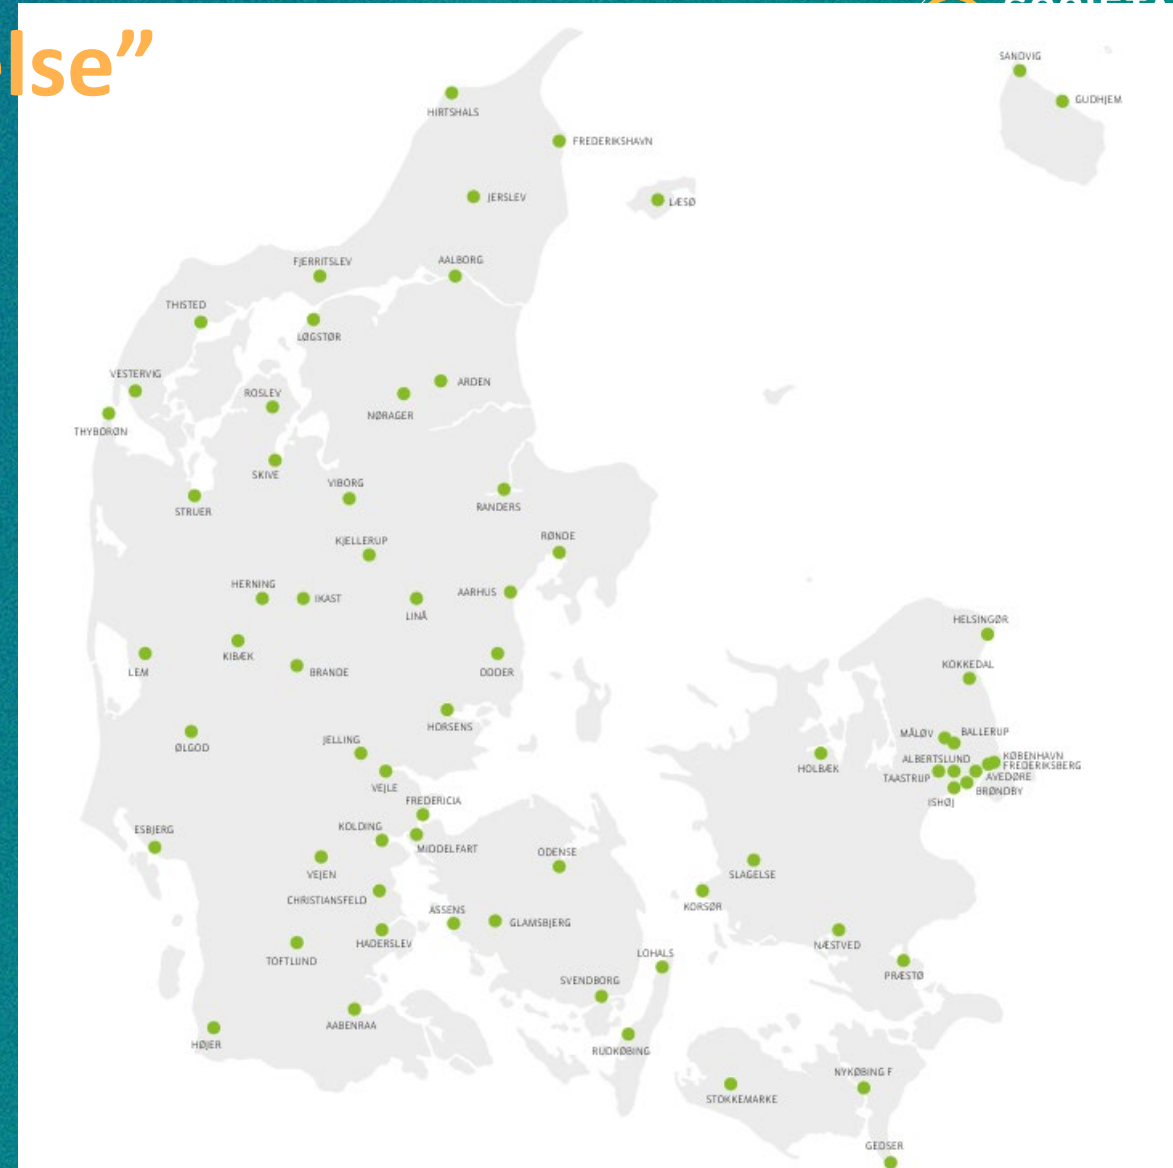 lse”
SANDVIG
GUDHJEM
HIRTSHALS
FREDERIKSHAVN
JERSLEV
LÆSØ
FJERRITSLEV
AALBORG
THISTED
LØGSTØR
VESTERVIG
ARDEN
ROSLEV
NØRAGER
THYBORØN
SKIVE
VIBORG
STRUER
RANDERS
KJELLERUP
RØNDE
HERNING
IKAST
AARHUS
LINÅ
HELSINGØR
KIBÆK
LEM
BRANDE
ODDER
KOKKEDAL
HORSENS
ØLGOD
JELLING
MÅLØV
BALLERUP
HOLBÆK
ALBERTSLUND
KØBENHAVN
FREDERIKSBERG
TAASTRUP
AVEDØRE
VEJLE
BRØNDBY
FREDERICIA
ISHØJ
ESBJERG
KOLDING
MIDDELFART
ODENSE
VEJEN
SLAGELSE
CHRISTIANSFELD
ASSENS
KORSØR
GLAMSBJERG
HADERSLEV
NÆSTVED
TOFTLUND
LOHALS
PRÆSTØ
SVENDBORG
AABENRAA
HØJER
RUDKØBING
NYKØBING F
STOKKEMARKE
GEDSER